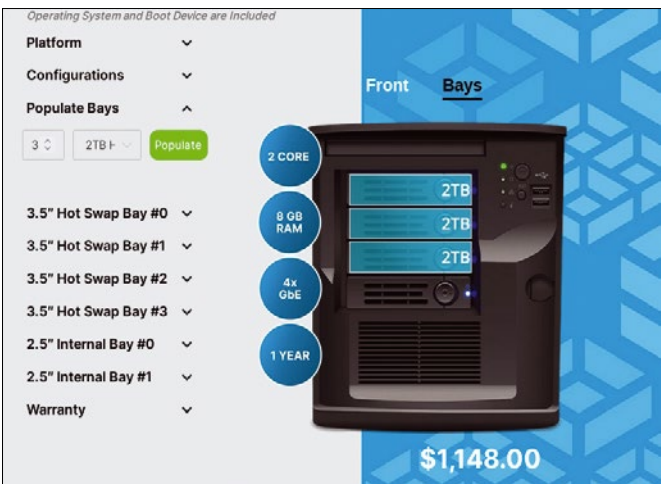 Operating System and Boot Device are Included
Platform
Configurations
Populate Bays
3
2TB H
Populate
3.5" Hot Swap Bay #0
3.5" Hot Swap Bay #1
3.5" Hot Swap Bay #2
3.5" Hot Swap Bay #3
2.5" Internal Bay #0
2.5" Internal Bay #1
Warranty
Front
Bays
2 CORE
8 GB
RAM
4x
GbE
1 YEAR
2TB
2TB
2TB
$1,148.00